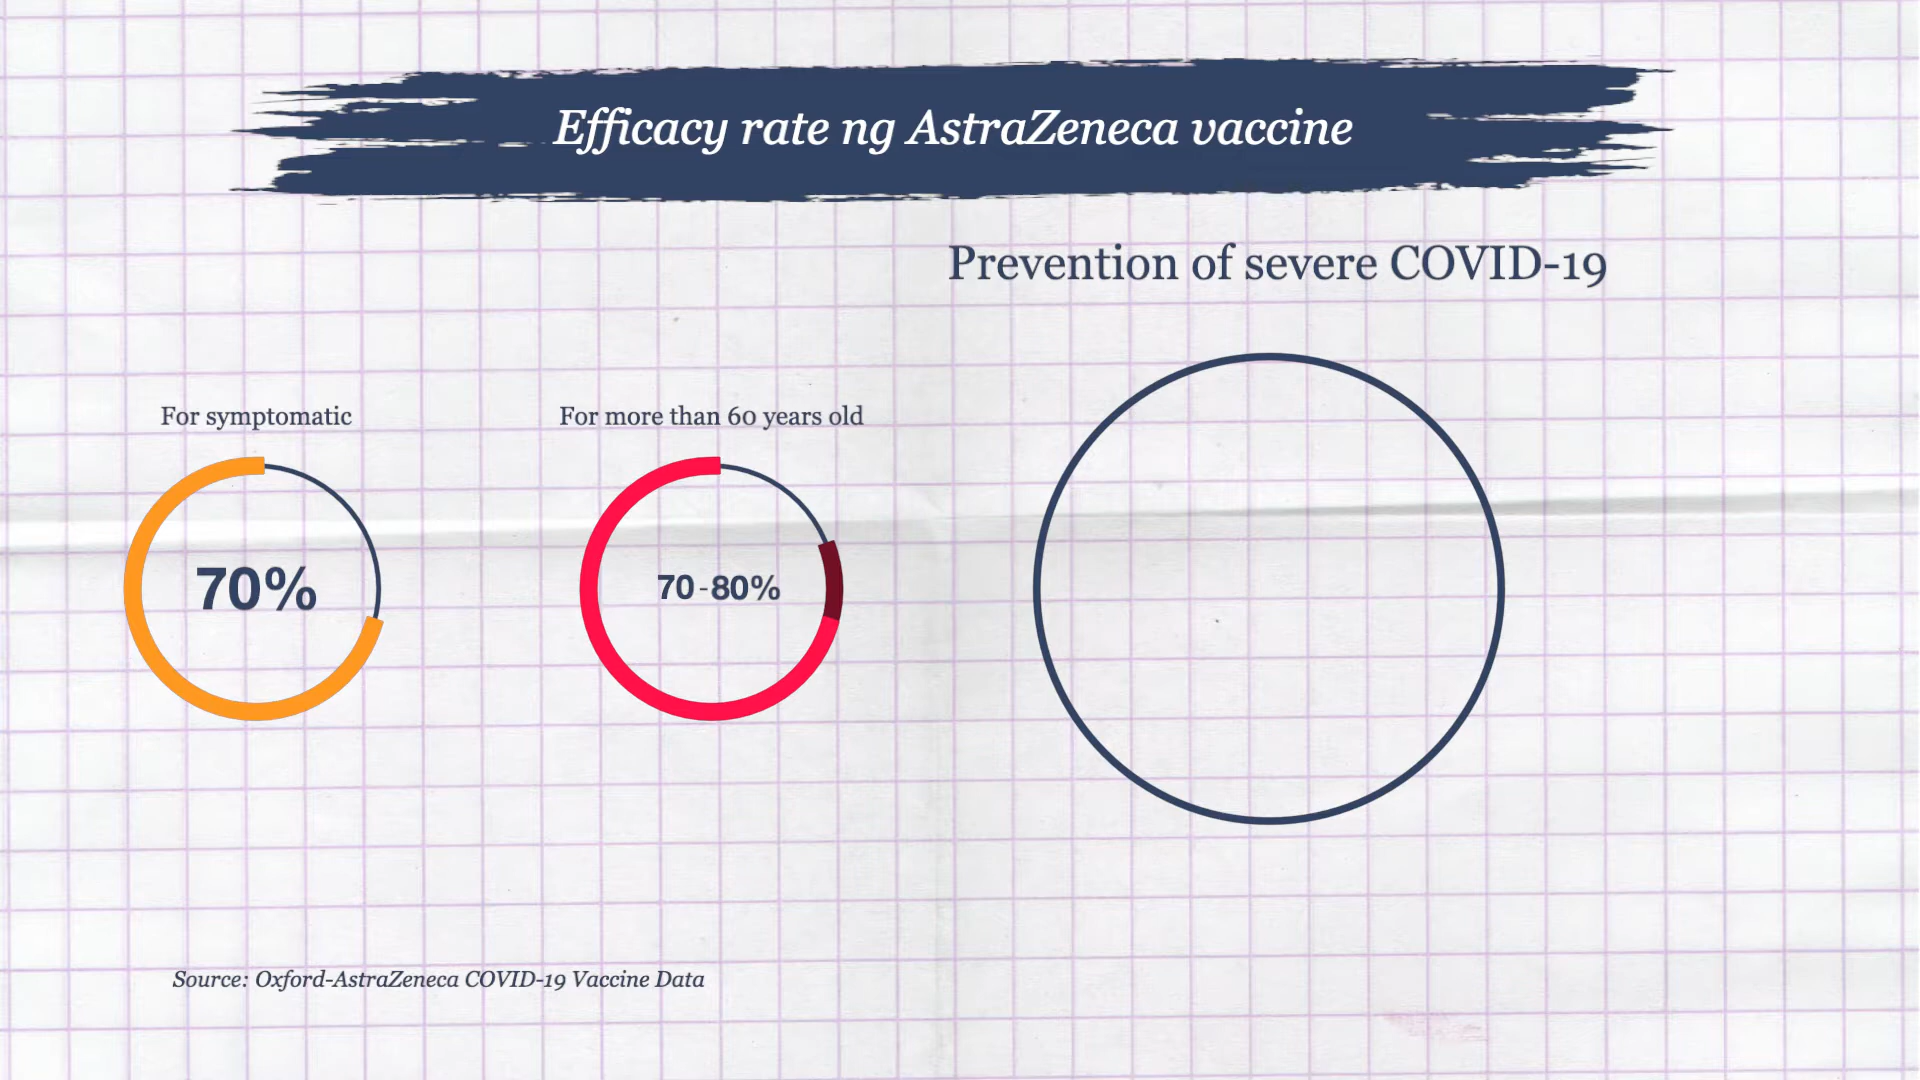 Efficacy rate ng AstraZeneca vaccine
Prevention of severe COVID-19
For symptomatic
70%
For more than 60 years old
70-80%
Source: Oxford-AstraZeneca COVID-19 Vaccine Data